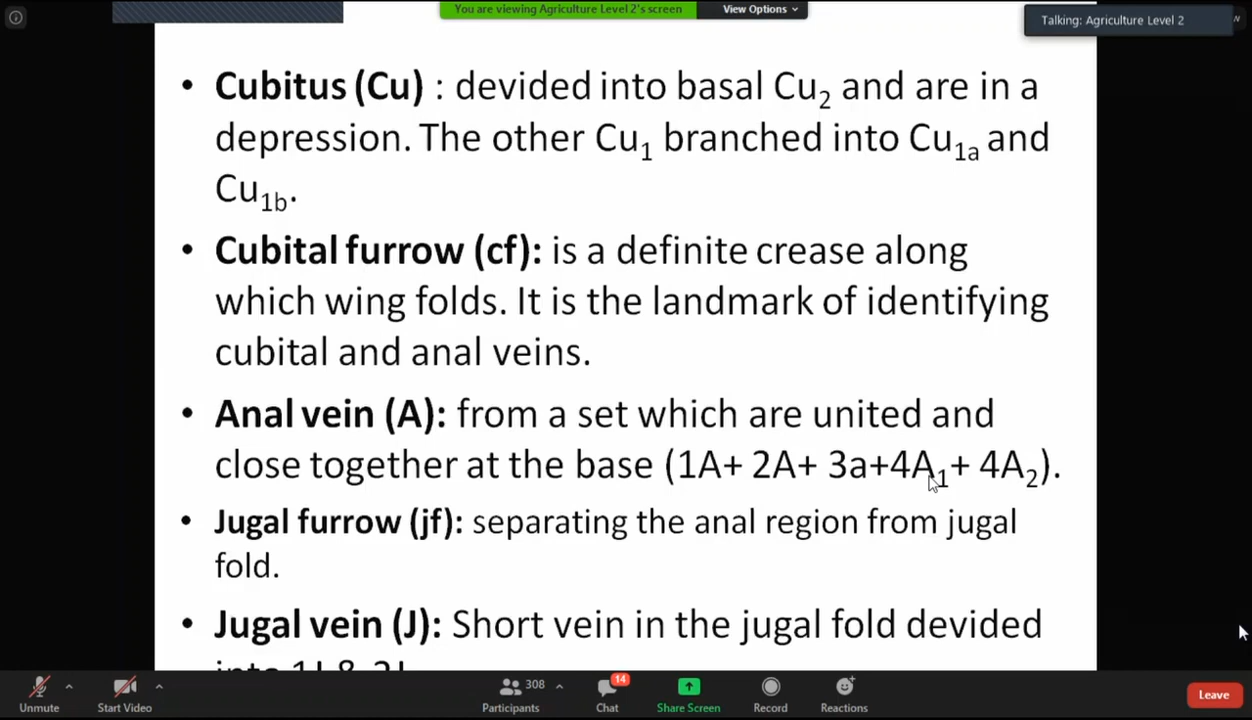 You are viewing Agriculture Level 2's screen View Options
Talking: Agriculture Level 2
• Cubitus (Cu) : devided into basal Cu2 and are in a
depression. The other Cu1 branched into Cu1a and
Cu1b.
• Cubital furrow (cf): is a definite crease along
which wing folds. It is the landmark of identifying
cubital and anal veins.
• Anal vein (A): from a set which are united and
close together at the base (1A+ 2A+ 3a+4A1+ 4A2).
• Jugal furrow (jf): separating the anal region from jugal
fold.
• Jugal vein (J): Short vein in the jugal fold devided
into 1J & 2J
308 14
Unmute Start Video Participants Chat Share Screen Record Reactions Leave